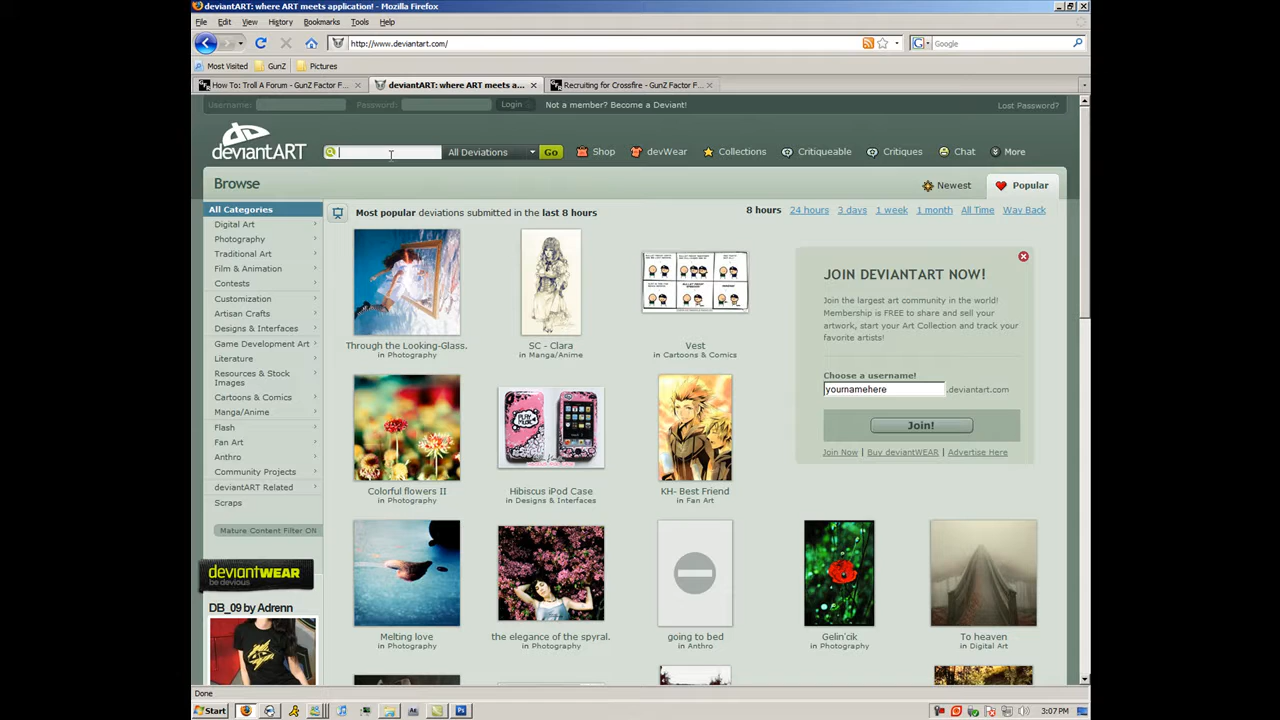 deviantART: where ART meets application! - Mozilla Firefox
File Edit View History Bookmarks Tools Help
http://www.deviantart.com/
Google
Most Visited GunZ Pictures
How To: Troll A Forum - GunZ Factor F...
deviantART: where ART meets a...
Recruiting for Crossfire - GunZ Factor F...
Username: Password: Login Not a member? Become a Deviant! Lost Password?
deviantART
All Deviations Go Shop devWear Collections Critiqueable Critiques Chat More
Browse
Newest Popular
All Categories
Digital Art
Photography
Traditional Art
Film & Animation
Contests
Customization
Artisan Crafts
Designs & Interfaces
Game Development Art
Literature
Resources & Stock
Images
Cartoons & Comics
Manga/Anime
Flash
Fan Art
Anthro
Community Projects
deviantART Related
Scraps
Mature Content Filter ON
deviantWEAR
be devious
DB_09 by Adrenn
Most popular deviations submitted in the last 8 hours
8 hours 24 hours 3 days 1 week 1 month All Time Way Back
Through the Looking-Glass.
in Photography
SC - Clara
in Manga/Anime
Vest
in Cartoons & Comics
JOIN DEVIANTART NOW!
Join the largest art community in the world!
Membership is FREE to share and sell your
artwork, start your Art Collection and track your
favorite artists!
Choose a username!
yournamehere .deviantart.com
Join!
Join Now | Buy deviantWEAR | Advertise Here
Colorful flowers II
in Photography
Hibiscus iPod Case
in Designs & Interfaces
KH- Best Friend
in Fan Art
Melting love
in Photography
the elegance of the spyral.
in Photography
going to bed
in Anthro
Gelin'cik
in Photography
To heaven
in Digital Art
Done
Start
3:07 PM